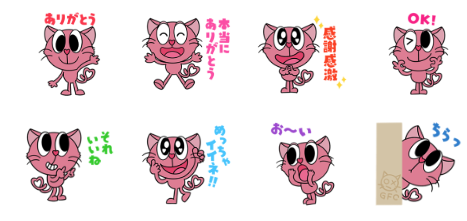 ありがとう
本当に
ありがとう
感謝感激
OK!
それ
いいね
めっちゃ
イイネ!!
お〜い
ちらっ